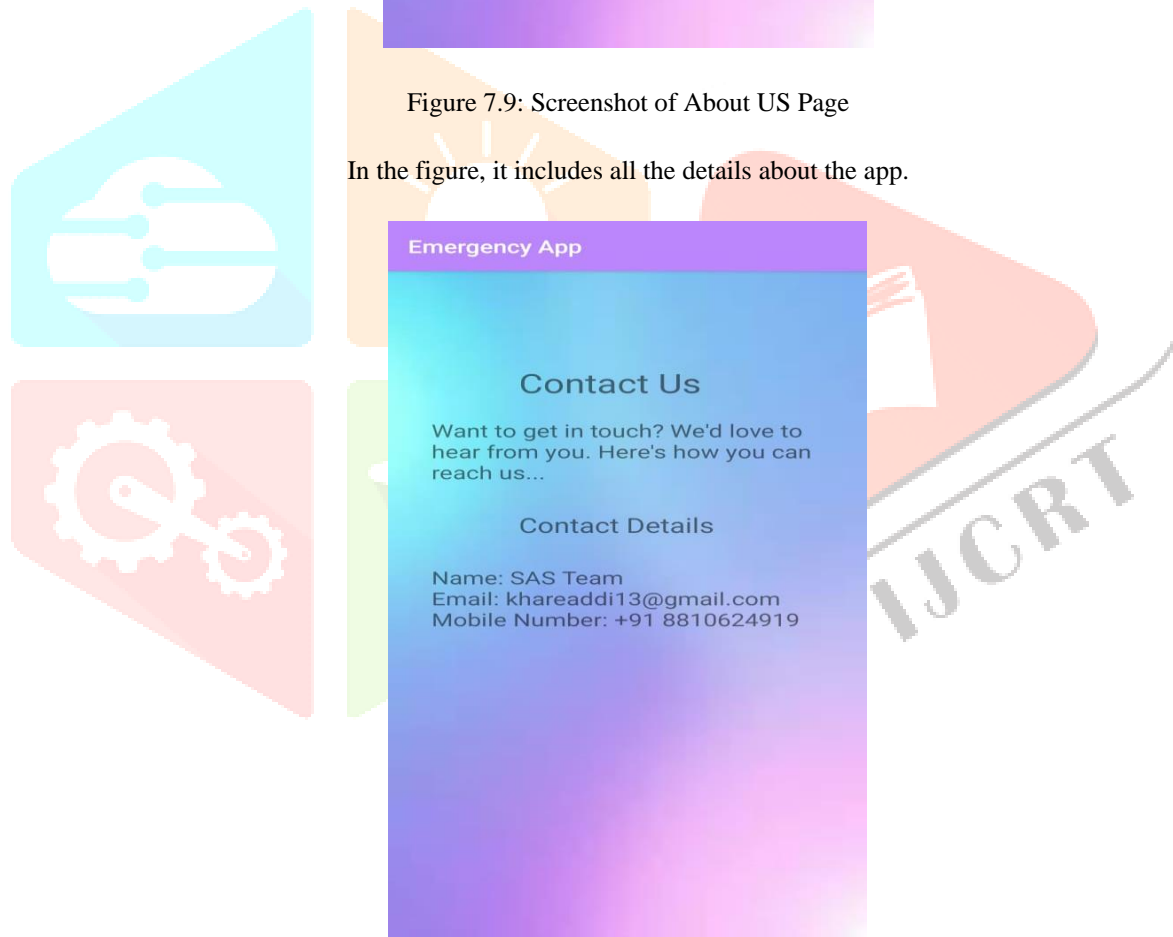 Figure 7.9: Screenshot of About US Page
In the figure, it includes all the details about the app.
Emergency App
Contact Us
Want to get in touch? We'd love to
hear from you. Here's how you can
reach us...
Contact Details
Name: SAS Team
Email: khareaddi13@gmail.com
Mobile Number: +91 8810624919
IJCRT